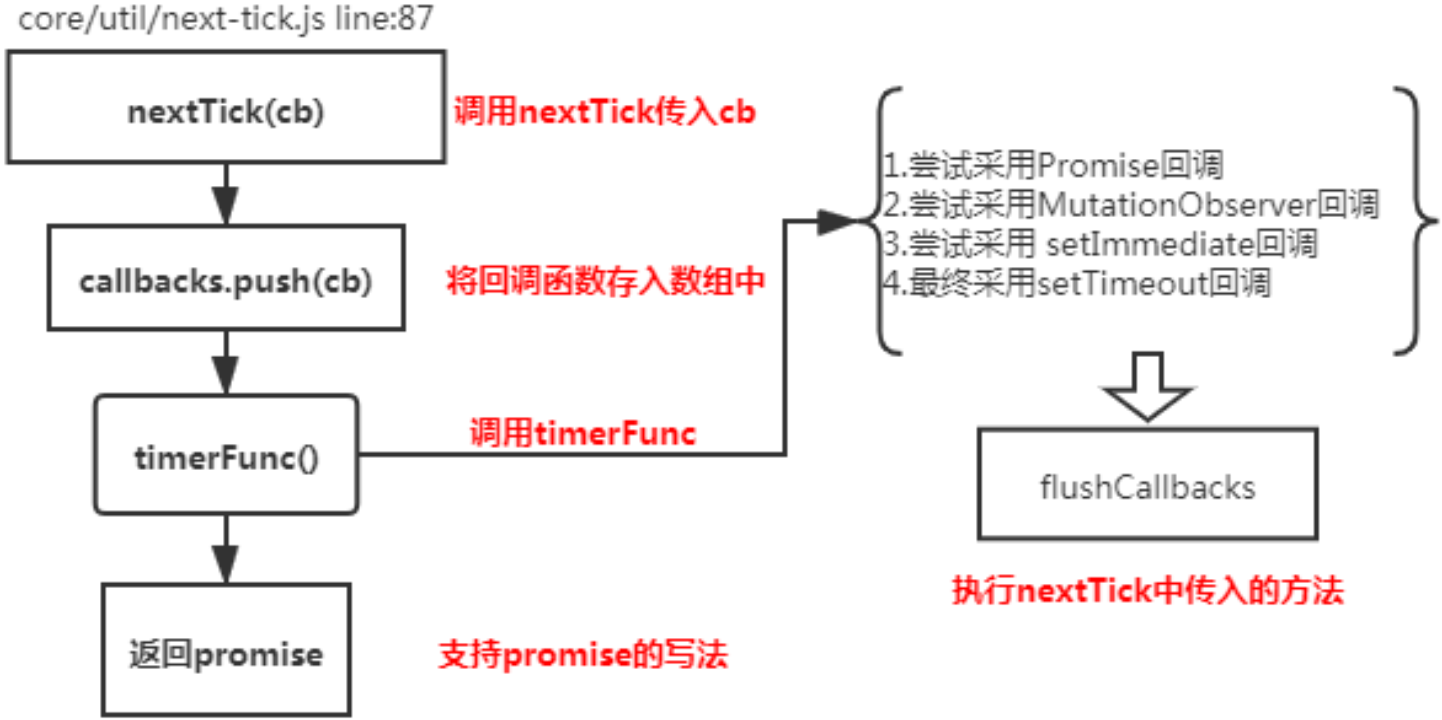 core/util/next-tick.js line:87
nextTick(cb)
调用nextTick传入cb
callbacks.push(cb)
将回调函数存入数组中
timerFunc()
调用timerFunc
返回promise
支持promise的写法
1.尝试采用Promise回调
2.尝试采用MutationObserver回调
3.尝试采用 setImmediate回调
4.最终采用setTimeout回调
flushCallbacks
执行nextTick中传入的方法